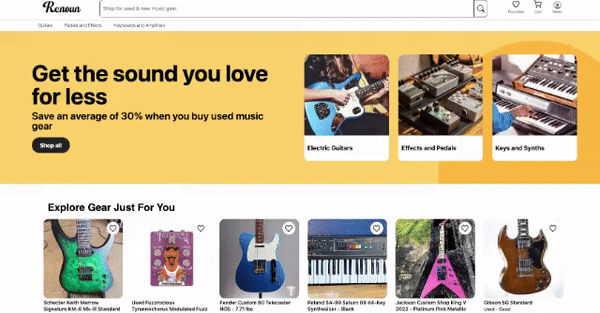 Renoun
Shop for used & new music gear
Favorites
Cart
Guitars
Pedals and Effects
Keyboards and Amplifiers
Get the sound you love
for less
Save an average of 30% when you buy used music
gear
Shop all
Electric Guitars
Effects and Pedals
Keys and Synths
Explore Gear Just For You
Schecter Keith Merrow
Signature KM-6 Mk-III Standard
Used Fuzzrocious
Tyrannochorus Modulated Fuzz
Fender Custom 60 Telecaster
NOS - 7.71 lbs
Roland SA-09 Saturn 09 44-Key
Synthesizer - Black
Jackson Custom Shop King V
2023 - Platinum Pink Metallic
Gibson SG Standard
Used - Good